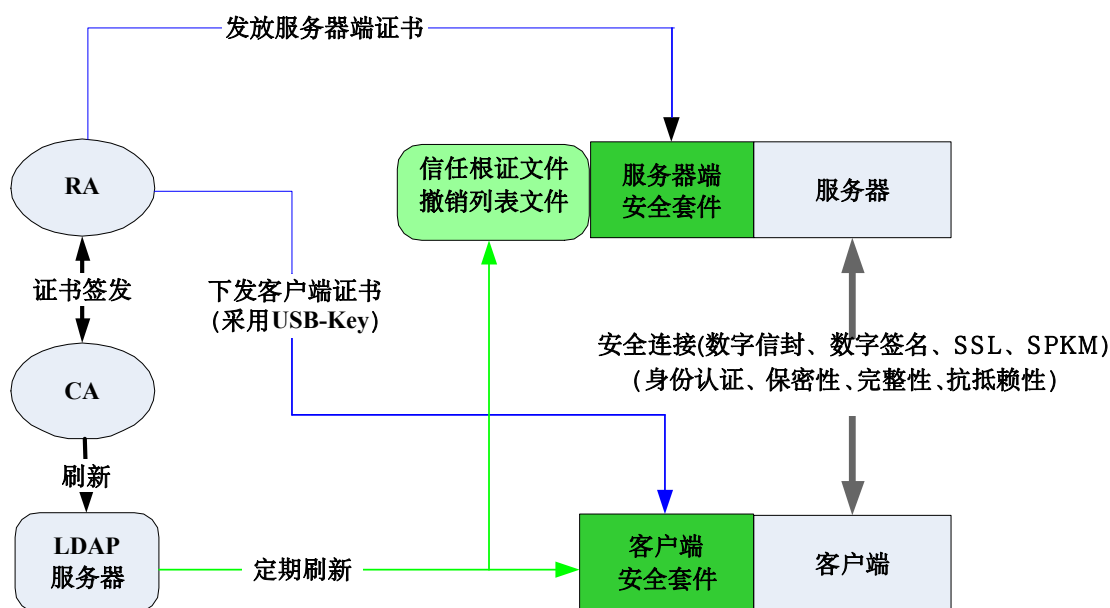 发放服务器端证书
RA
信任根证文件
撤销列表文件
服务器端
安全套件
服务器
证书签发
下发客户端证书
(采用USB-Key)
安全连接(数字信封、数字签名、SSL、SPKM)
(身份认证、保密性、完整性、抗抵赖性)
CA
刷新
LDAP
服务器
定期刷新
客户端
安全套件
客户端